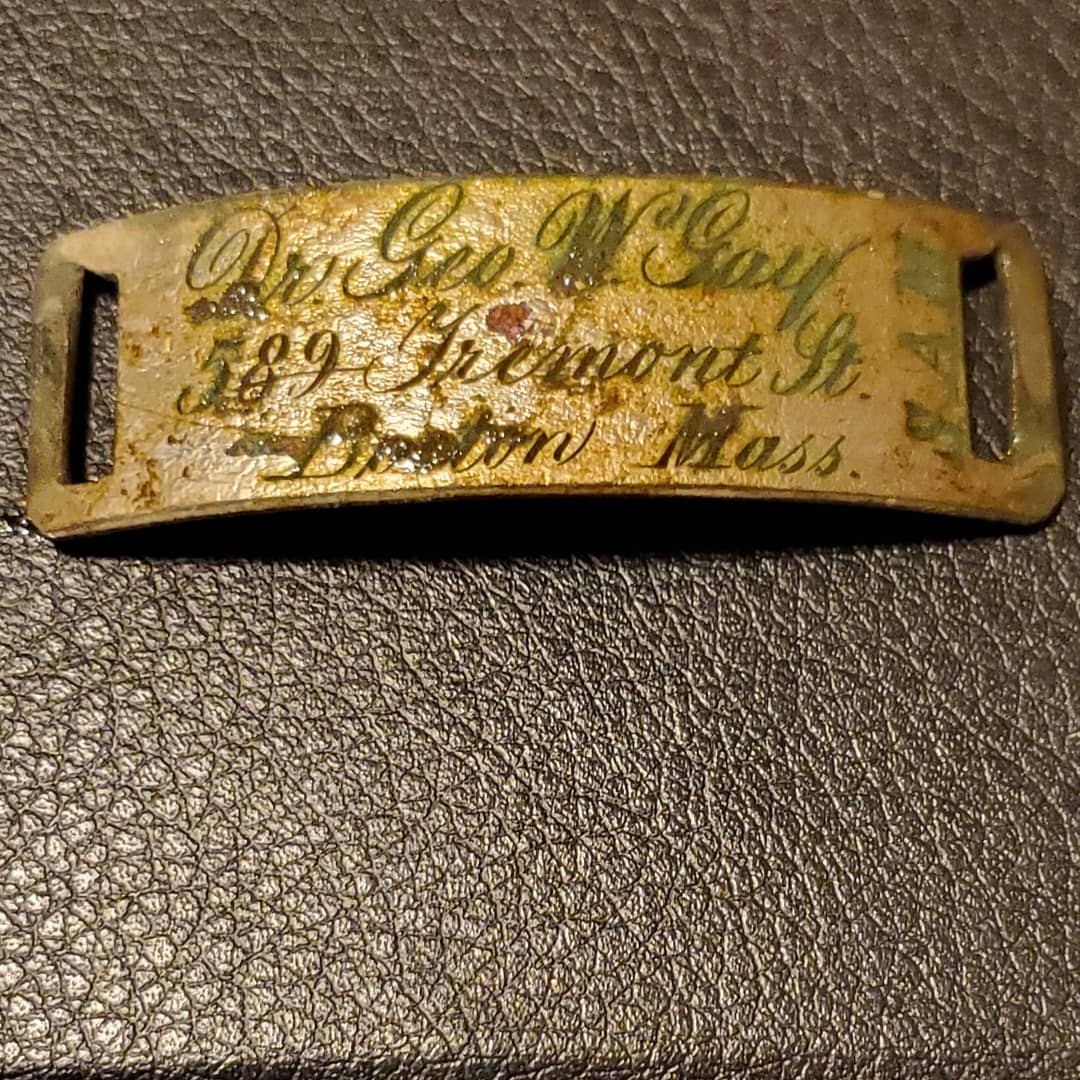 Dr Geo. W. Gay
589 Tremont St.
Boston Mass.